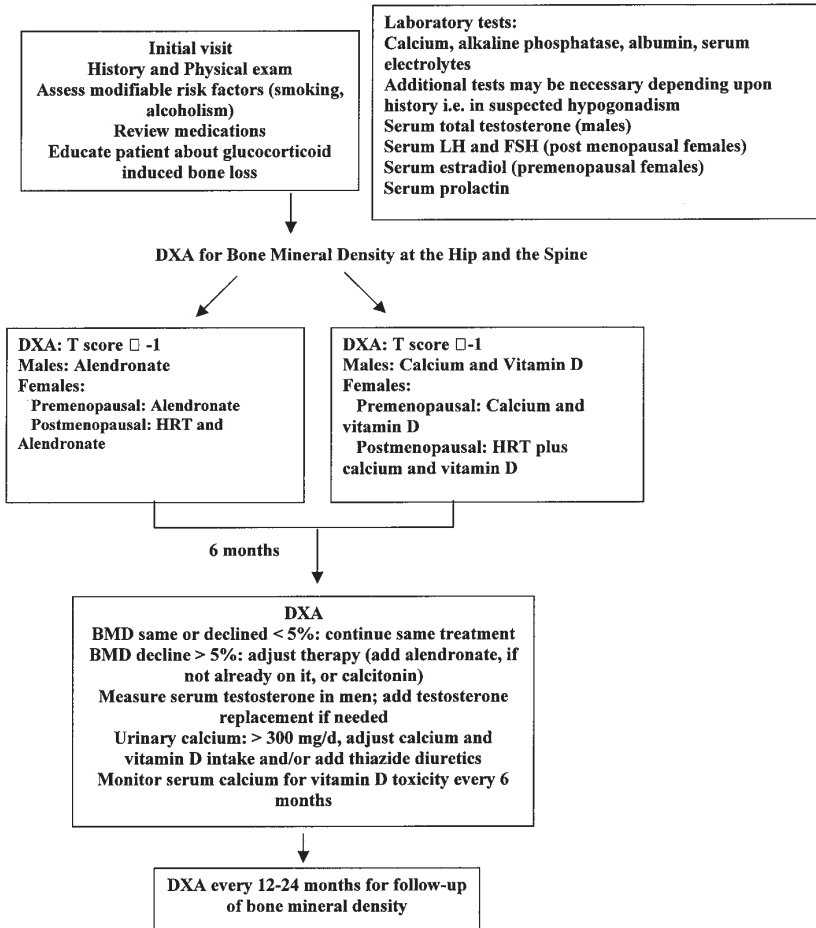 Initial visit
History and Physical exam
Assess modifiable risk factors (smoking,
alcoholism)
Review medications
Educate patient about glucocorticoid
induced bone loss
Laboratory tests:
Calcium, alkaline phosphatase, albumin, serum
electrolytes
Additional tests may be necessary depending upon
history i.e. in suspected hypogonadism
Serum total testosterone (males)
Serum LH and FSH (post menopausal females)
Serum estradiol (premenopausal females)
Serum prolactin
DXA for Bone Mineral Density at the Hip and the Spine
DXA: T score □ -1
Males: Alendronate
Females:
Premenopausal: Alendronate
Postmenopausal: HRT and
Alendronate
DXA: T score □-1
Males: Calcium and Vitamin D
Females:
Premenopausal: Calcium and
vitamin D
Postmenopausal: HRT plus
calcium and vitamin D
6 months
DXA
BMD same or declined < 5%: continue same treatment
BMD decline > 5%: adjust therapy (add alendronate, if
not already on it, or calcitonin)
Measure serum testosterone in men; add testosterone
replacement if needed
Urinary calcium: > 300 mg/d, adjust calcium and
vitamin D intake and/or add thiazide diuretics
Monitor serum calcium for vitamin D toxicity every 6
months
DXA every 12-24 months for follow-up
of bone mineral density